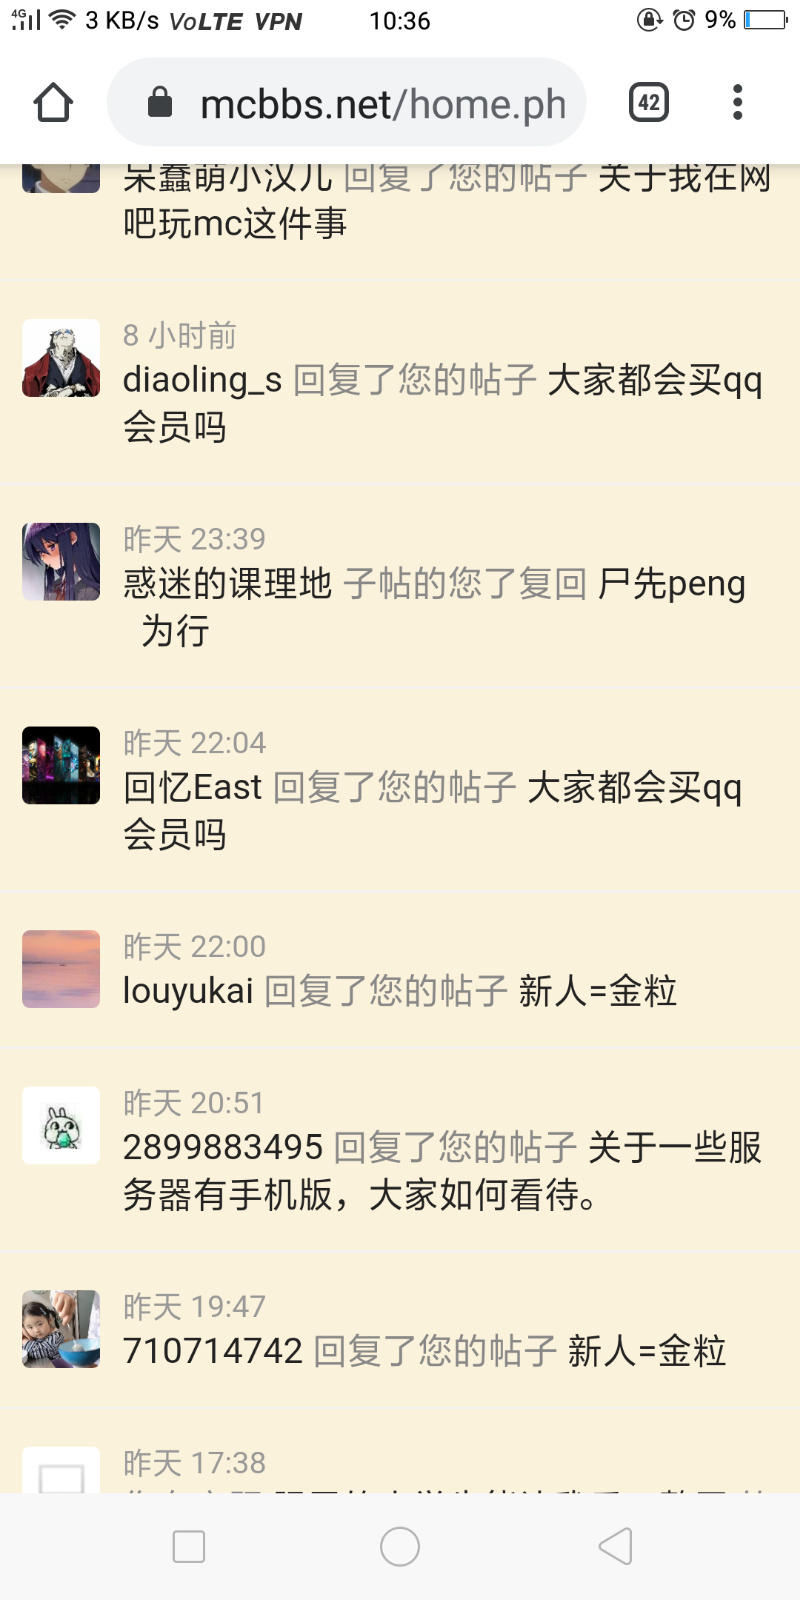 4G 3 KB/s VoLTE VPN 10:36 9%
mcbbs.net/home.ph 42
呆蠢萌小汉儿 回复了您的帖子 关于我在网
吧玩mc这件事
8 小时前
diaoling_s 回复了您的帖子 大家都会买qq
会员吗
昨天 23:39
惑迷的课理地 子帖的您了复回 尸先peng
为行
昨天 22:04
回忆East 回复了您的帖子 大家都会买qq
会员吗
昨天 22:00
louyukai 回复了您的帖子 新人=金粒
昨天 20:51
2899883495 回复了您的帖子 关于一些服
务器有手机版，大家如何看待。
昨天 19:47
710714742 回复了您的帖子 新人=金粒
昨天 17:38